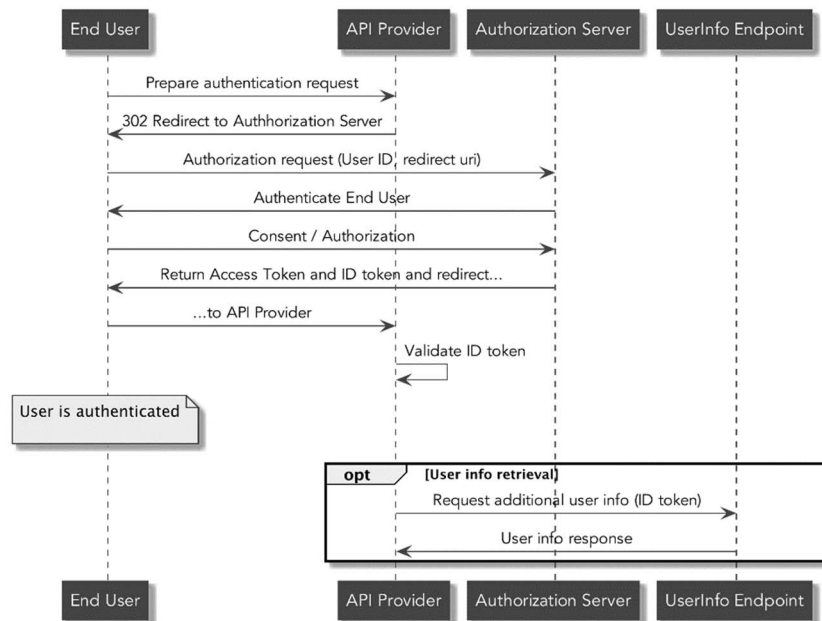 End User
API Provider
Authorization Server
UserInfo Endpoint
Prepare authentication request
302 Redirect to Authhorization Server
Authorization request (User ID, redirect uri)
Authenticate End User
Consent / Authorization
Return Access Token and ID token and redirect...
...to API Provider
Validate ID token
User is authenticated
opt
[User info retrieval]
Request additional user info (ID token)
User info response
End User
API Provider
Authorization Server
UserInfo Endpoint